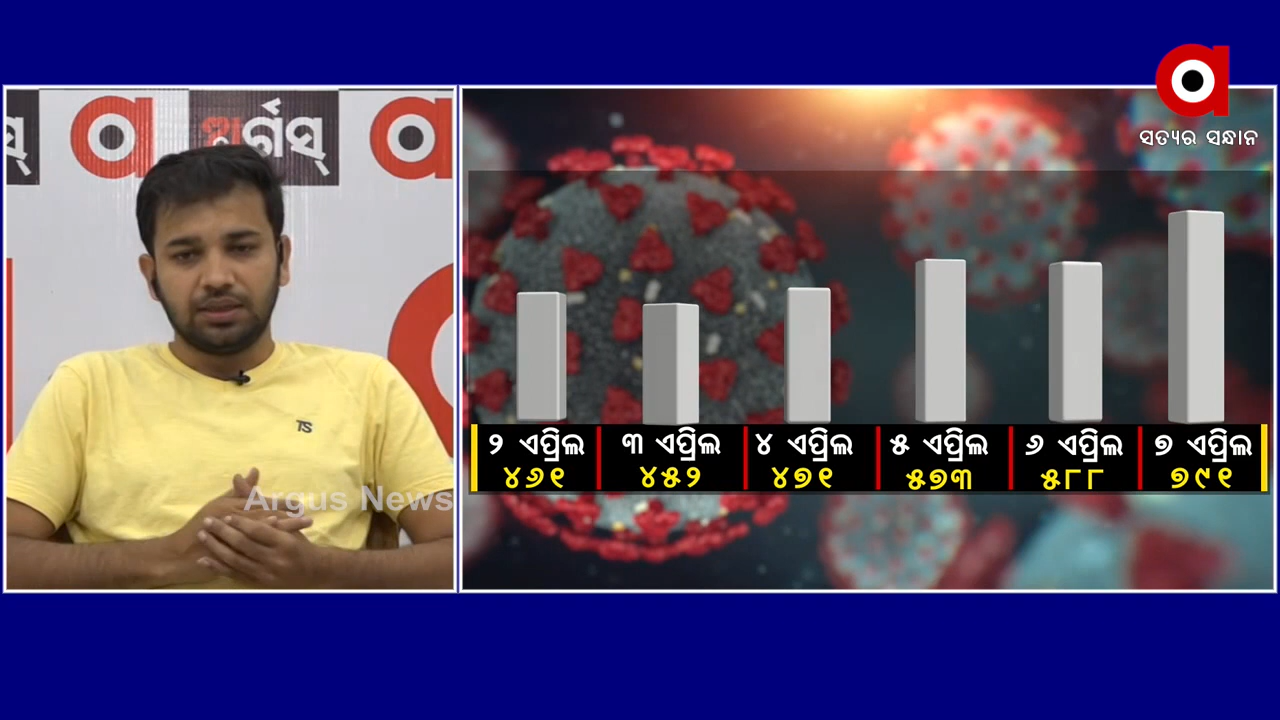 ସତ୍ୟର ସନ୍ଧାନ
ର୍ଗସ୍
TS
Argus News
୨ ଏପ୍ରିଲ ୩ ଏପ୍ରିଲ ୪ ଏପ୍ରିଲ ୫ ଏପ୍ରିଲ ୬ ଏପ୍ରିଲ ୭ ଏପ୍ରିଲ
୪୬୧ ୪୫୨ ୪୭୧ ୫୭୩ ୫୮୮ ୭୯୧